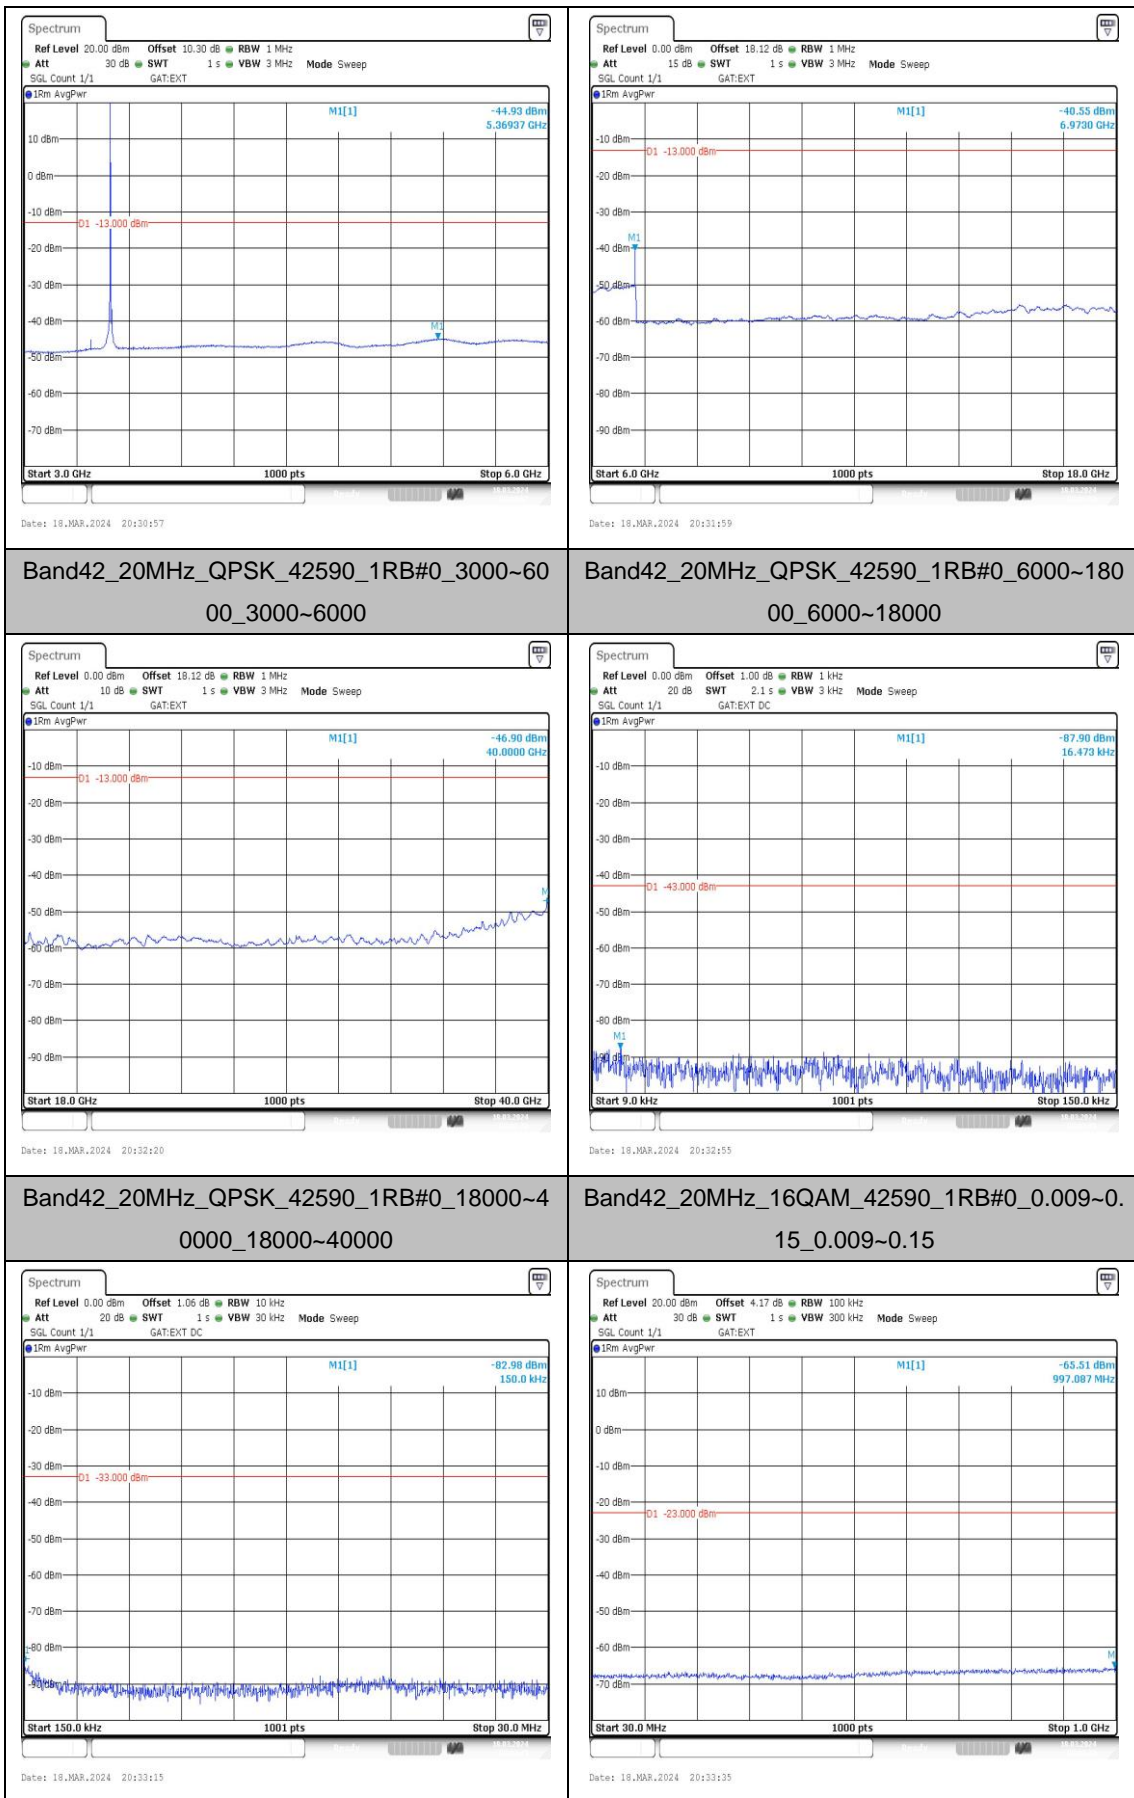 Spectrum
Ref Level 20.00 dBm Offset 10.30 dB RBW 1 MHz
Att 30 dB SWT 1 s VBW 3 MHz Mode Sweep
SGL Count 1/1 GAT:EXT
1Rm AvgPwr
M1[1] -44.93 dBm
5.36937 GHz
10 dBm
0 dBm
-10 dBm
D1 -13.000 dBm
-20 dBm
-30 dBm
-40 dBm
M1
-50 dBm
-60 dBm
-70 dBm
Start 3.0 GHz 1000 pts Stop 6.0 GHz
Date: 18.MAR.2024 20:30:57
Spectrum
Ref Level 0.00 dBm Offset 18.12 dB RBW 1 MHz
Att 15 dB SWT 1 s VBW 3 MHz Mode Sweep
SGL Count 1/1 GAT:EXT
1Rm AvgPwr
M1[1] -40.55 dBm
6.9730 GHz
-10 dBm
D1 -13.000 dBm
-20 dBm
-30 dBm
M1
-40 dBm
-50 dBm
-60 dBm
-70 dBm
-80 dBm
-90 dBm
Start 6.0 GHz 1000 pts Stop 18.0 GHz
Date: 18.MAR.2024 20:31:59
Band42_20MHz_QPSK_42590_1RB#0_3000~60
00_3000~6000
Band42_20MHz_QPSK_42590_1RB#0_6000~180
00_6000~18000
Spectrum
Ref Level 0.00 dBm Offset 18.12 dB RBW 1 MHz
Att 10 dB SWT 1 s VBW 3 MHz Mode Sweep
SGL Count 1/1 GAT:EXT
1Rm AvgPwr
M1[1] -46.90 dBm
40.0000 GHz
-10 dBm
D1 -13.000 dBm
-20 dBm
-30 dBm
-40 dBm
M
-50 dBm
-60 dBm
-70 dBm
-80 dBm
-90 dBm
Start 18.0 GHz 1000 pts Stop 40.0 GHz
Date: 18.MAR.2024 20:32:20
Spectrum
Ref Level 0.00 dBm Offset 1.00 dB RBW 1 kHz
Att 20 dB SWT 2.1 s VBW 3 kHz Mode Sweep
SGL Count 1/1 GAT:EXT DC
1Rm AvgPwr
M1[1] -87.90 dBm
16.473 kHz
-10 dBm
-20 dBm
-30 dBm
-40 dBm
D1 -43.000 dBm
-50 dBm
-60 dBm
-70 dBm
-80 dBm
M1
-90 dBm
Start 9.0 kHz 1001 pts Stop 150.0 kHz
Date: 18.MAR.2024 20:32:55
Band42_20MHz_QPSK_42590_1RB#0_18000~4
0000_18000~40000
Band42_20MHz_16QAM_42590_1RB#0_0.009~0.
15_0.009~0.15
Spectrum
Ref Level 0.00 dBm Offset 1.06 dB RBW 10 kHz
Att 20 dB SWT 1 s VBW 30 kHz Mode Sweep
SGL Count 1/1 GAT:EXT DC
1Rm AvgPwr
M1[1] -82.98 dBm
150.0 kHz
-10 dBm
-20 dBm
-30 dBm
D1 -33.000 dBm
-40 dBm
-50 dBm
-60 dBm
-70 dBm
-80 dBm
-90 dBm
Start 150.0 kHz 1001 pts Stop 30.0 MHz
Date: 18.MAR.2024 20:33:15
Spectrum
Ref Level 20.00 dBm Offset 4.17 dB RBW 100 kHz
Att 30 dB SWT 1 s VBW 300 kHz Mode Sweep
SGL Count 1/1 GAT:EXT
1Rm AvgPwr
M1[1] -65.51 dBm
997.087 MHz
10 dBm
0 dBm
-10 dBm
-20 dBm
D1 -23.000 dBm
-30 dBm
-40 dBm
-50 dBm
-60 dBm
M
-70 dBm
Start 30.0 MHz 1000 pts Stop 1.0 GHz
Date: 18.MAR.2024 20:33:35